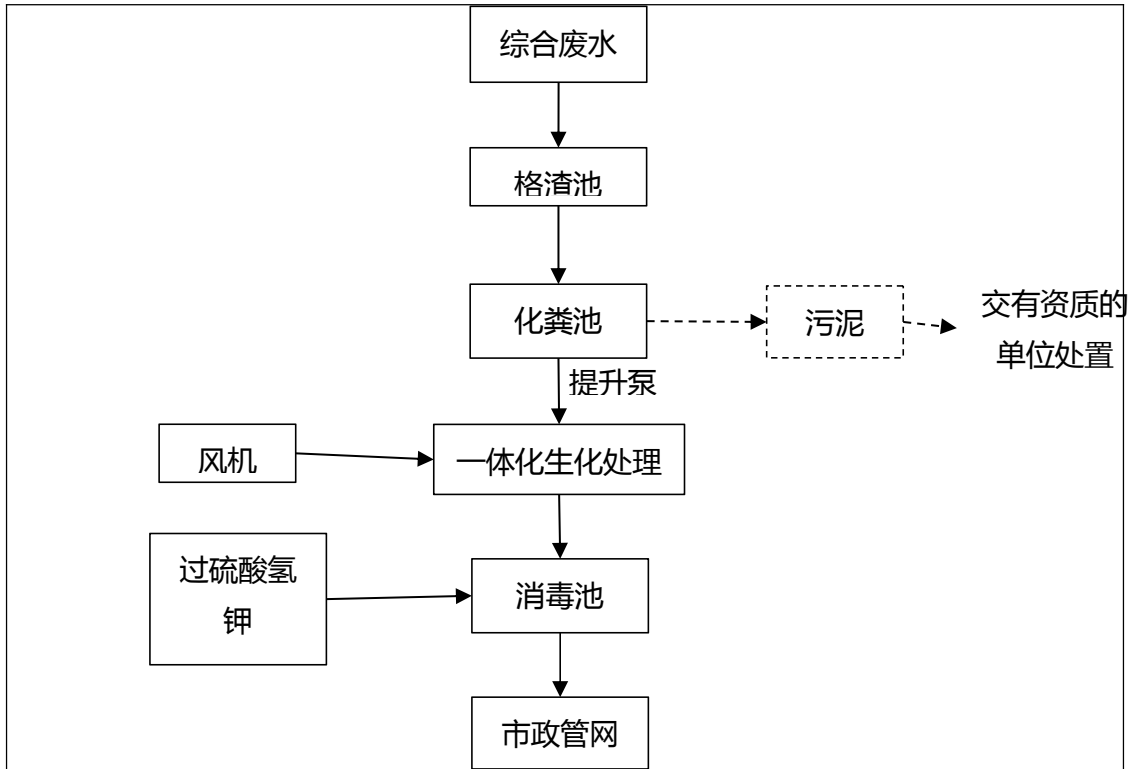 综合废水
格渣池
化粪池
污泥
交有资质的
单位处置
提升泵
风机
一体化生化处理
过硫酸氢
钾
消毒池
市政管网